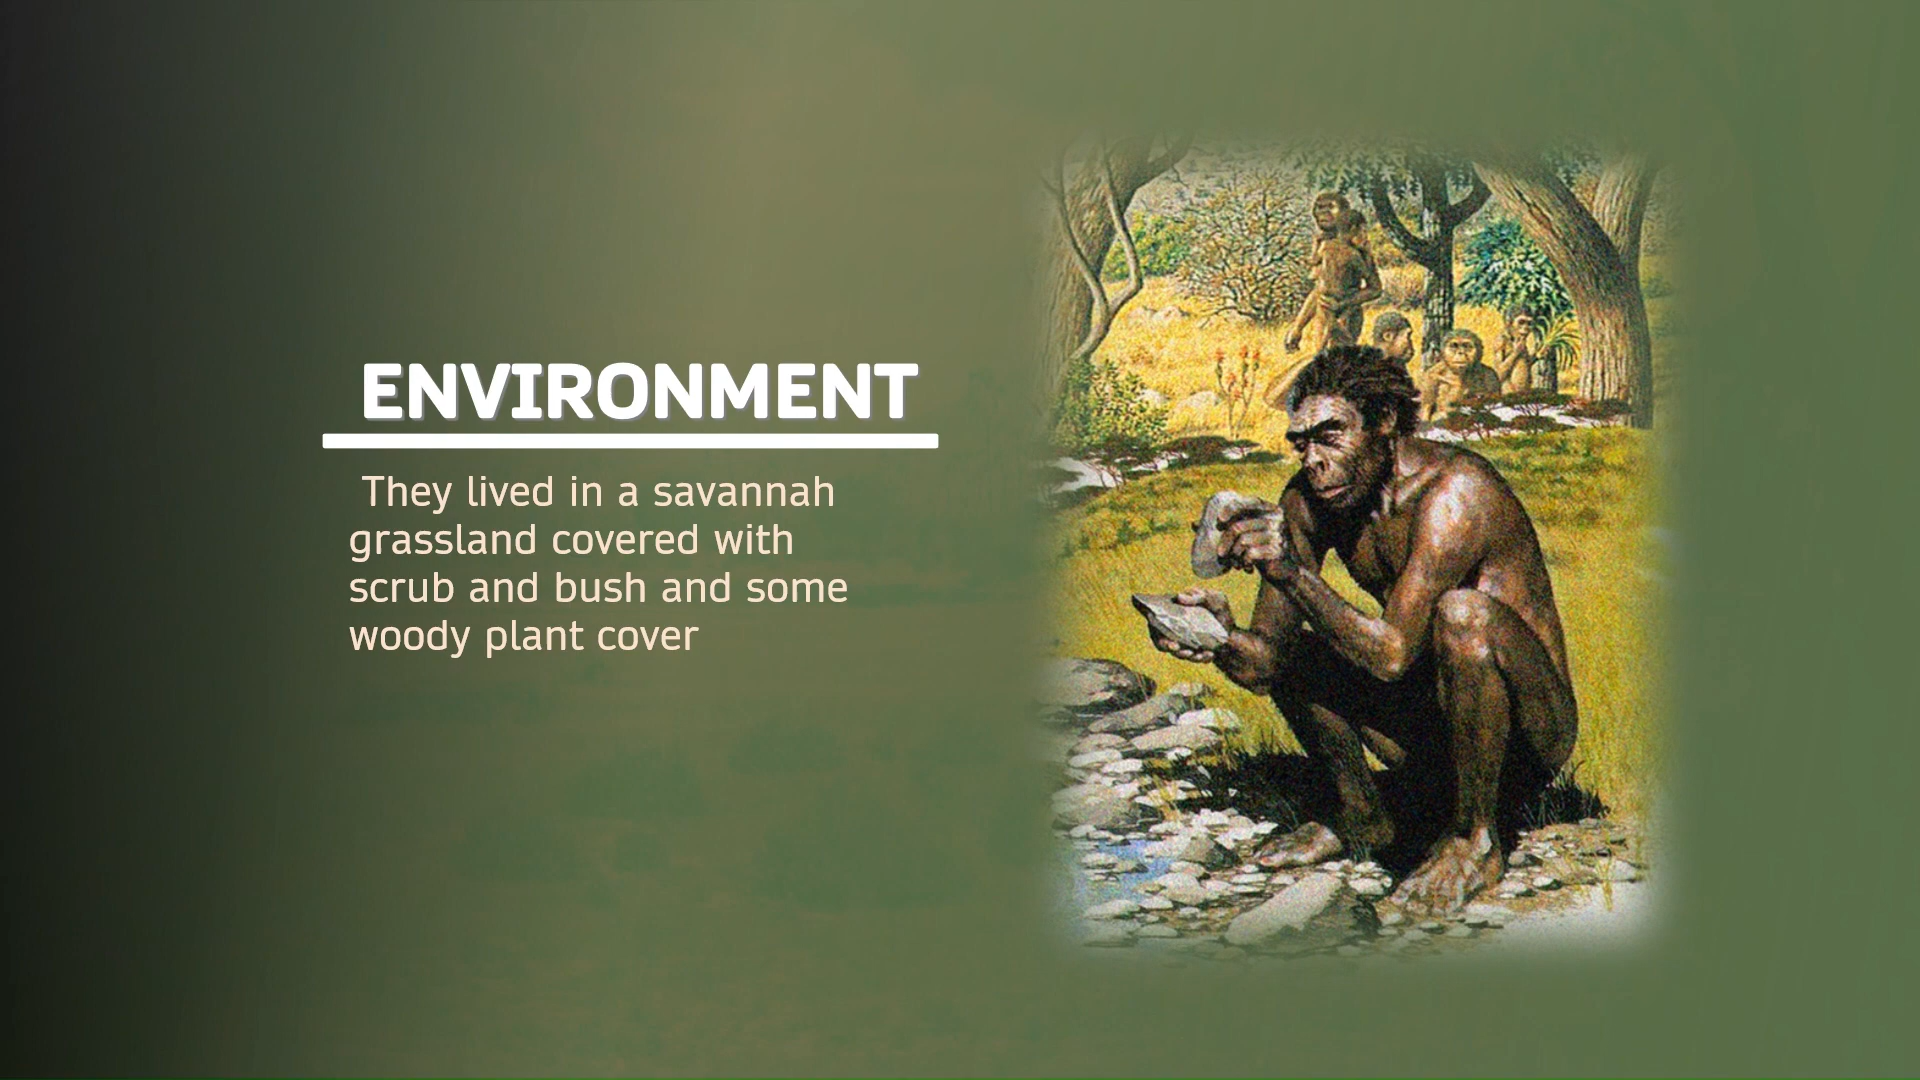 ENVIRONMENT
They lived in a savannah
grassland covered with
scrub and bush and some
woody plant cover